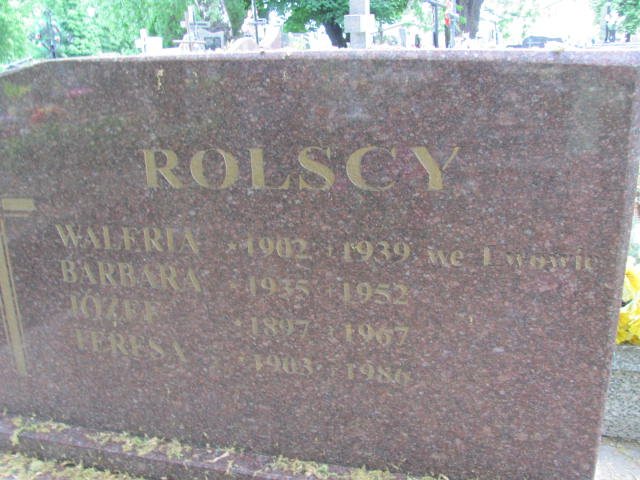 ROLSCY
WALERIA * 1902 † 1939 we Lwowie
BARBARA * 1935 † 1952
JÓZEF * 1897 † 1967
TERESA * 1903 † 1986